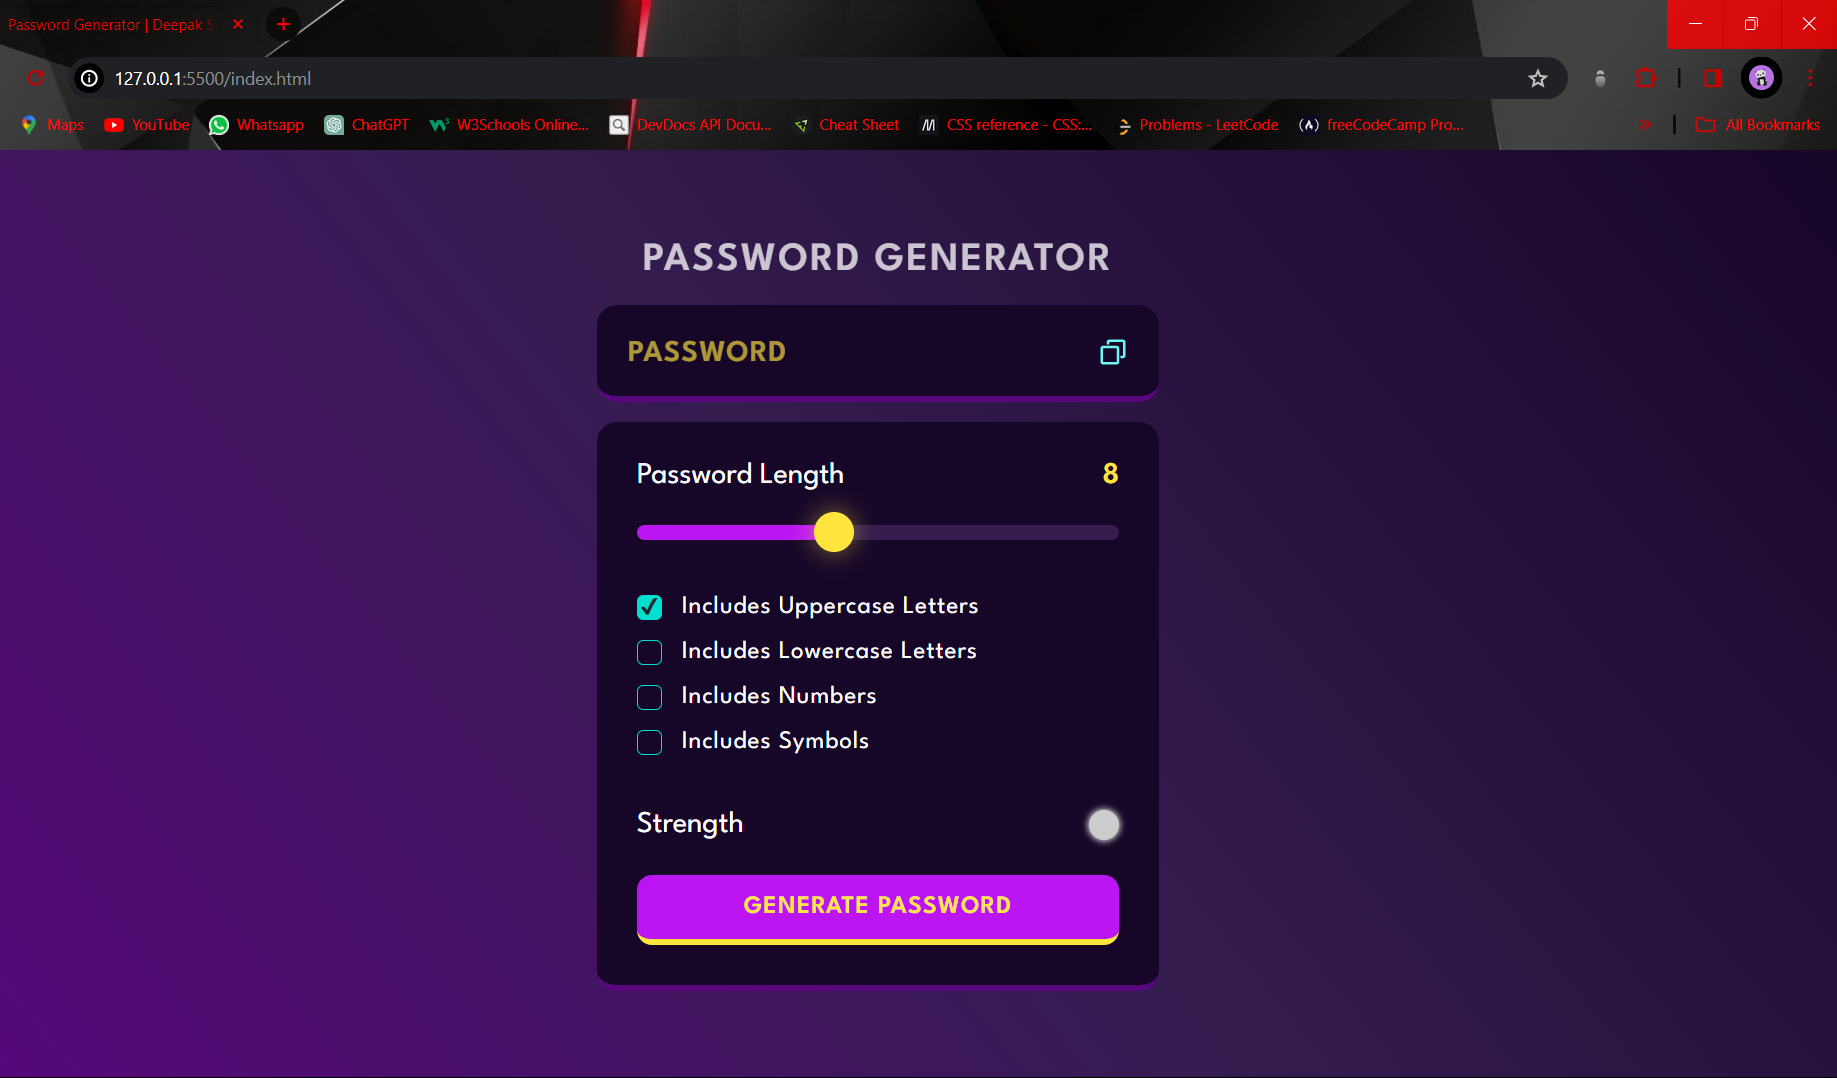 Password Generator | Deepak S
127.0.0.1:5500/index.html
Maps YouTube Whatsapp ChatGPT W3Schools Online... DevDocs API Docu... Cheat Sheet CSS reference - CSS:... Problems - LeetCode freeCodeCamp Pro... All Bookmarks
PASSWORD GENERATOR
PASSWORD
Password Length 8
Includes Uppercase Letters
Includes Lowercase Letters
Includes Numbers
Includes Symbols
Strength
GENERATE PASSWORD